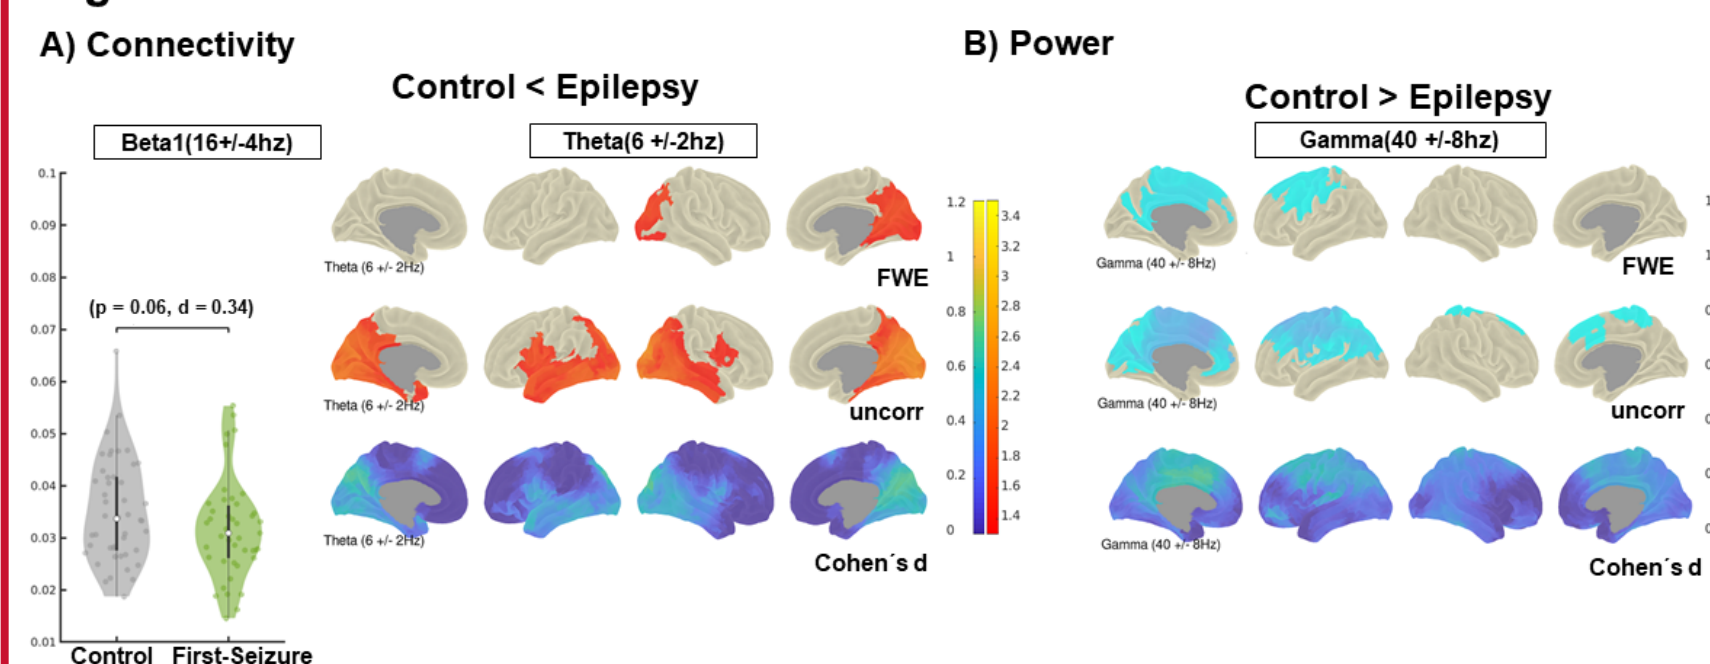 A) Connectivity
Control < Epilepsy
Beta1(16+/-4hz)
Theta(6 +/-2hz)
0.1
0.09
0.08
0.07
0.06
0.05
0.04
0.03
0.02
0.01
(p = 0.06, d = 0.34)
Control First-Seizure
Theta (6 +/- 2Hz)
FWE
Theta (6 +/- 2Hz)
uncorr
Theta (6 +/- 2Hz)
Cohen´s d
1.2
1
0.8
0.6
0.4
0.2
0
3.4
3.2
3
2.8
2.6
2.4
2.2
2
1.8
1.6
1.4
B) Power
Control > Epilepsy
Gamma(40 +/-8hz)
Gamma (40 +/- 8Hz)
FWE
Gamma (40 +/- 8Hz)
uncorr
Gamma (40 +/- 8Hz)
Cohen´s d